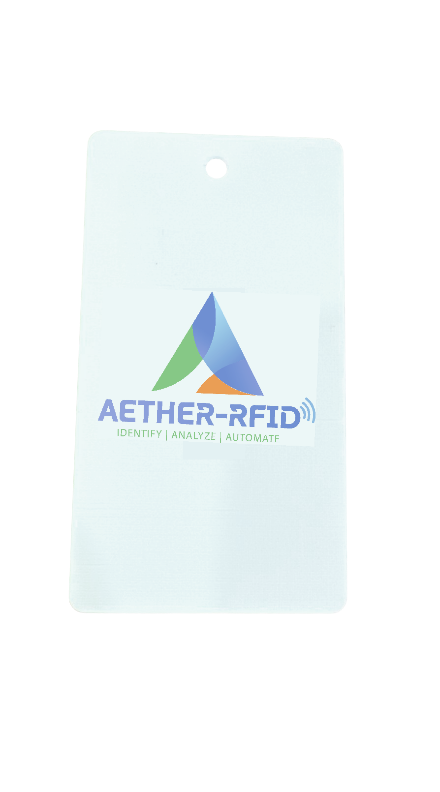 AETHER-RFID
IDENTIFY | ANALYZE | AUTOMATE